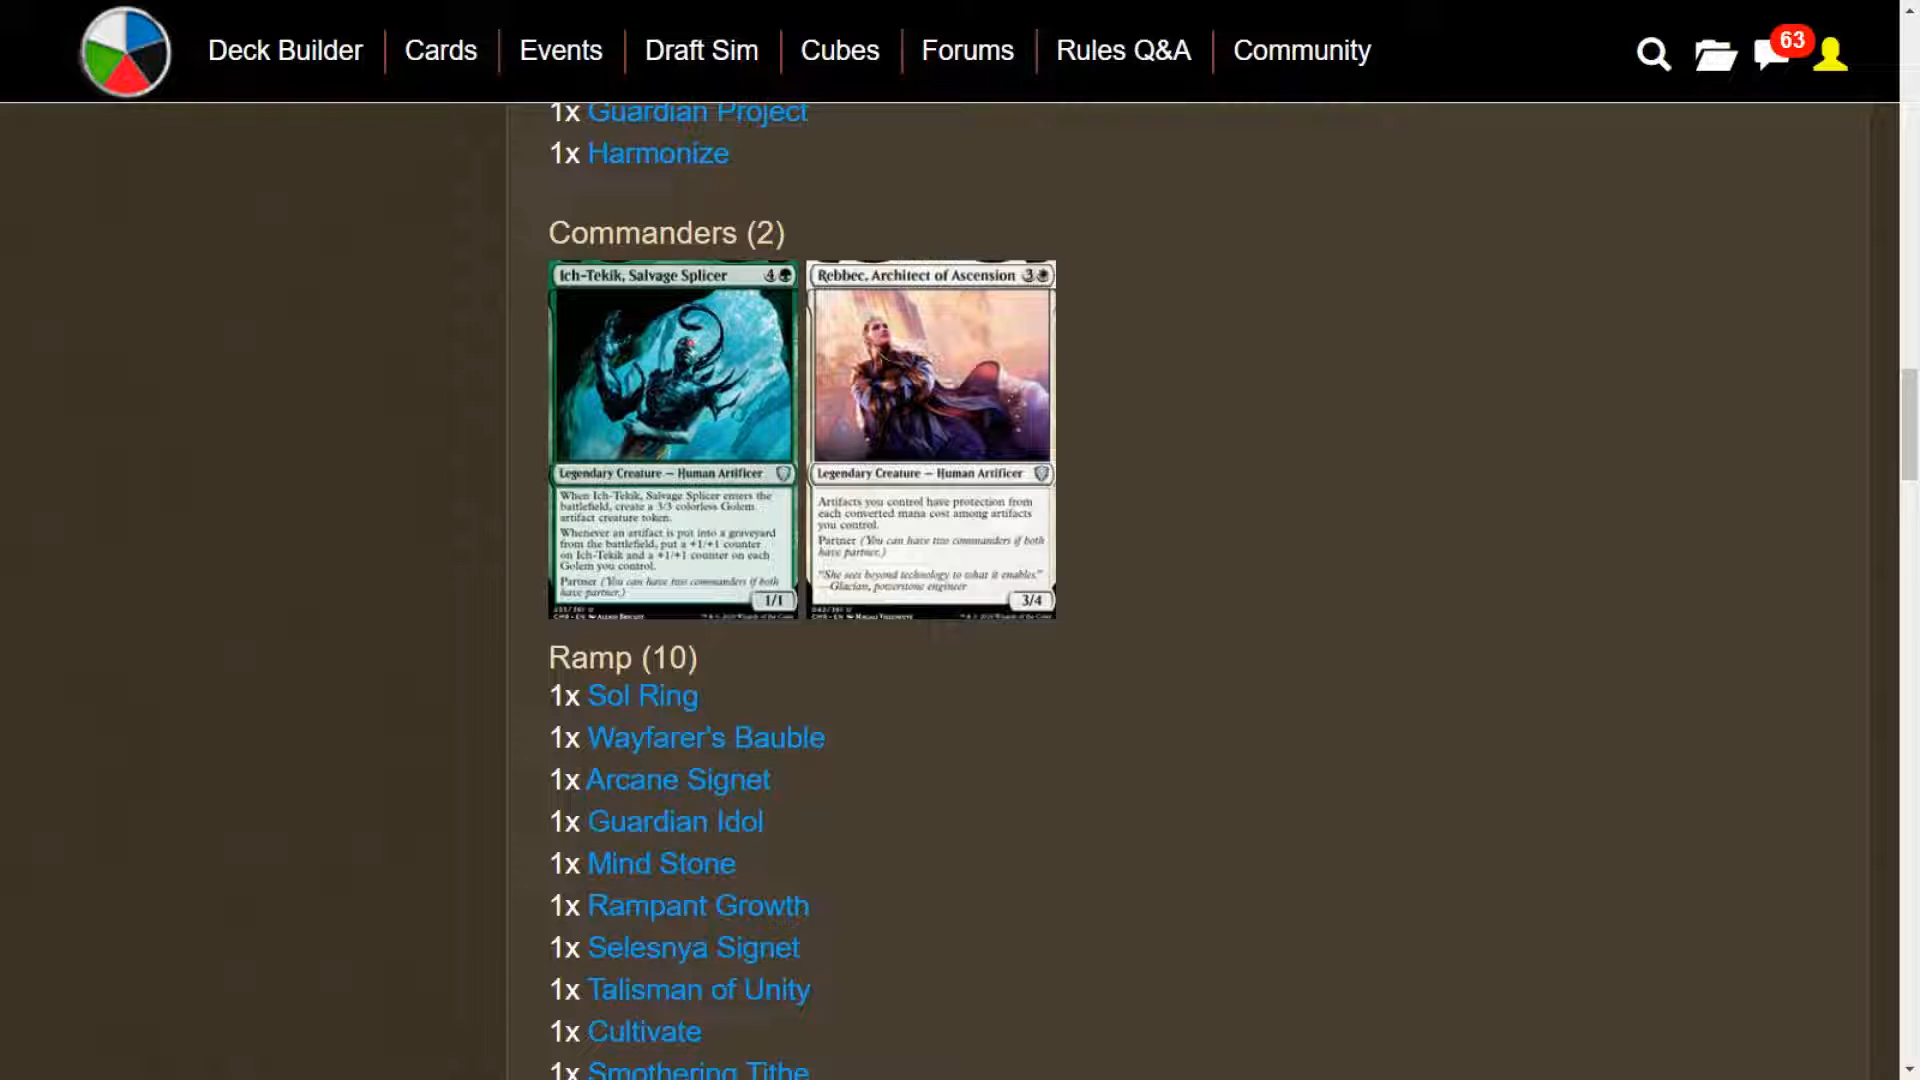 Deck Builder
Cards
Events
Draft Sim
Cubes
Forums
Rules Q&A
Community
63
1x Guardian Project
1x Harmonize
Commanders (2)
Ich-Tekik, Salvage Splicer 4
Legendary Creature — Human Artificer
When Ich-Tekik, Salvage Splicer enters the
battlefield, create a 3/3 colorless Golem
artifact creature token.
Whenever an artifact is put into a graveyard
from the battlefield, put a +1/+1 counter
on Ich-Tekik and a +1/+1 counter on each
Golem you control.
Partner (You can have two commanders if both
have partner.)
1/1
Rebbec, Architect of Ascension 3
Legendary Creature — Human Artificer
Artifacts you control have protection from
each converted mana cost among artifacts
you control.
Partner (You can have two commanders if both
have partner.)
"She sees beyond technology to what it enables."
—Glacian, powerstone engineer
3/4
Ramp (10)
1x Sol Ring
1x Wayfarer's Bauble
1x Arcane Signet
1x Guardian Idol
1x Mind Stone
1x Rampant Growth
1x Selesnya Signet
1x Talisman of Unity
1x Cultivate
1x Smothering Tithe